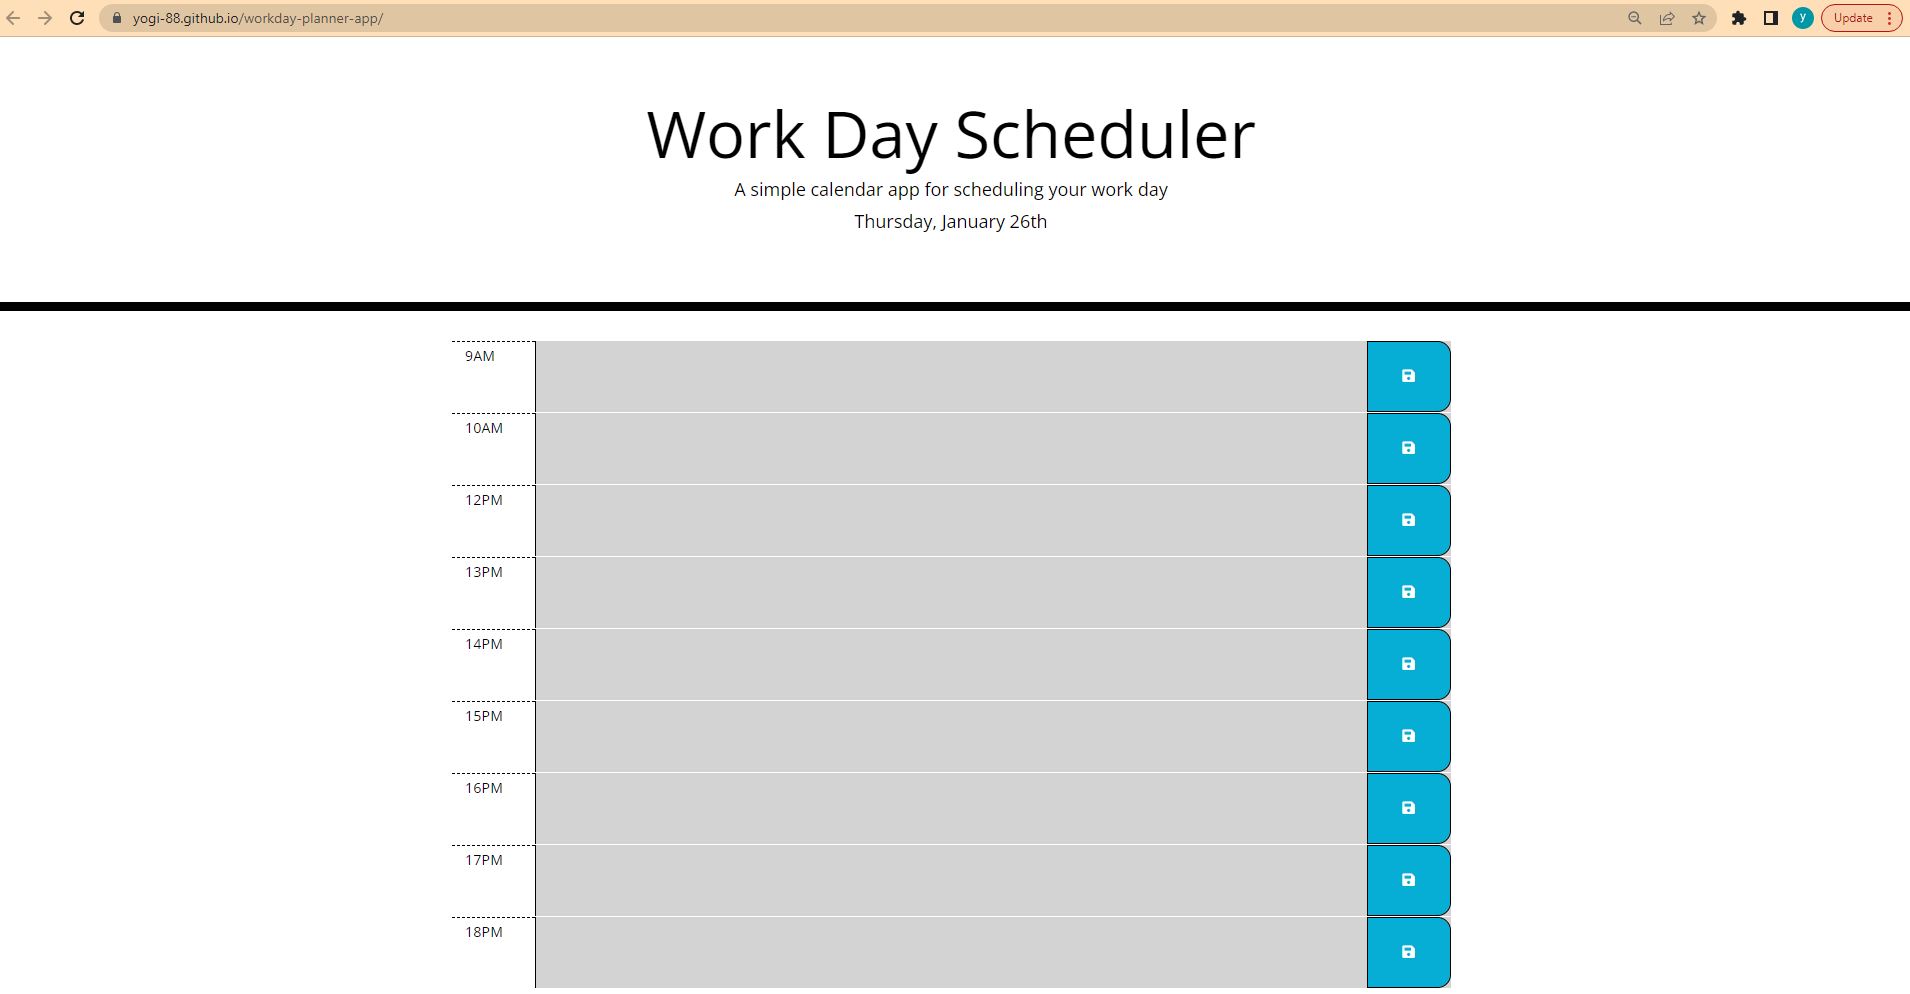 yogi-88.github.io/workday-planner-app/
y
Update
Work Day Scheduler
A simple calendar app for scheduling your work day
Thursday, January 26th
9AM
10AM
12PM
13PM
14PM
15PM
16PM
17PM
18PM